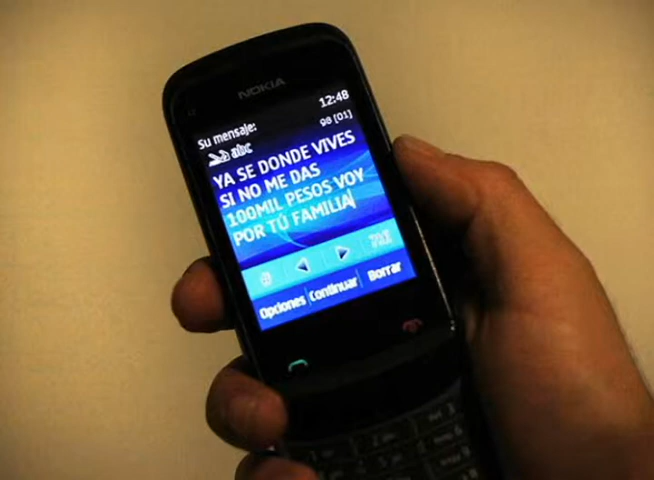 NOKIA
12:48
Su mensaje:
98 [01]
abc
YA SE DONDE VIVES
SI NO ME DAS
100MIL PESOS VOY
POR TÚ FAMILIA
Opciones Continuar Borrar